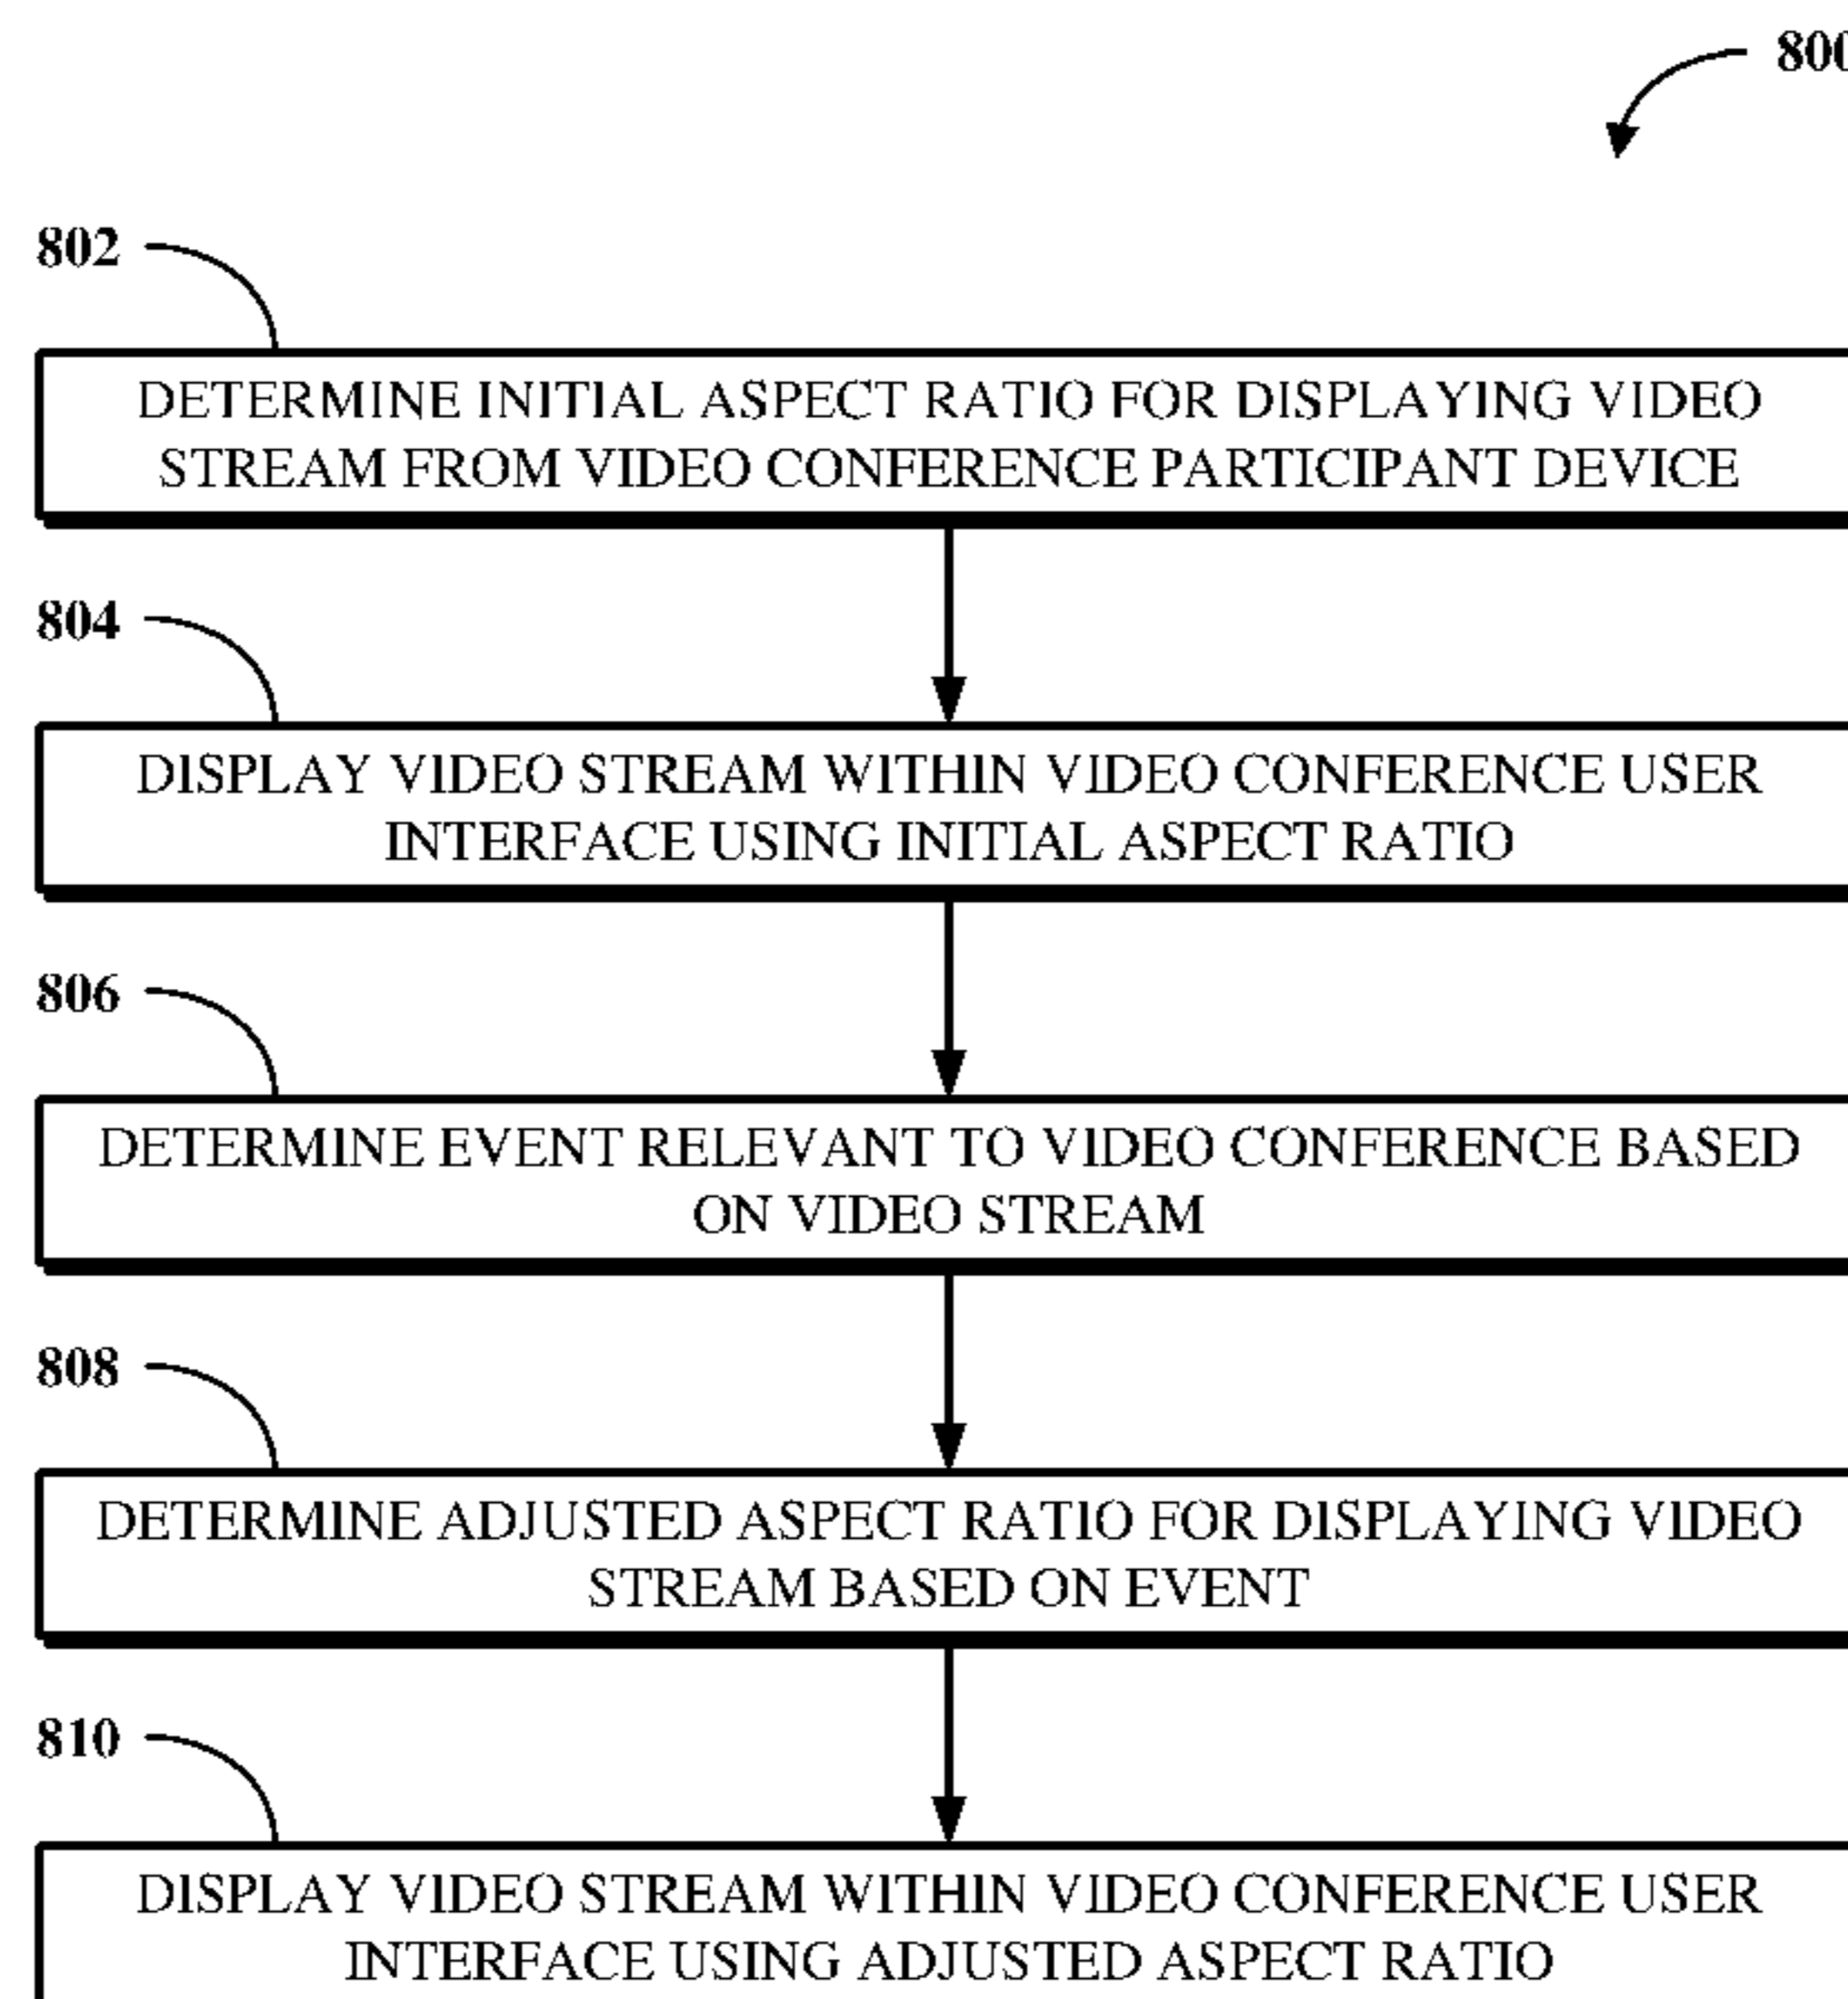 800
802
DETERMINE INITIAL ASPECT RATIO FOR DISPLAYING VIDEO
STREAM FROM VIDEO CONFERENCE PARTICIPANT DEVICE
804
DISPLAY VIDEO STREAM WITHIN VIDEO CONFERENCE USER
INTERFACE USING INITIAL ASPECT RATIO
806
DETERMINE EVENT RELEVANT TO VIDEO CONFERENCE BASED
ON VIDEO STREAM
808
DETERMINE ADJUSTED ASPECT RATIO FOR DISPLAYING VIDEO
STREAM BASED ON EVENT
810
DISPLAY VIDEO STREAM WITHIN VIDEO CONFERENCE USER
INTERFACE USING ADJUSTED ASPECT RATIO